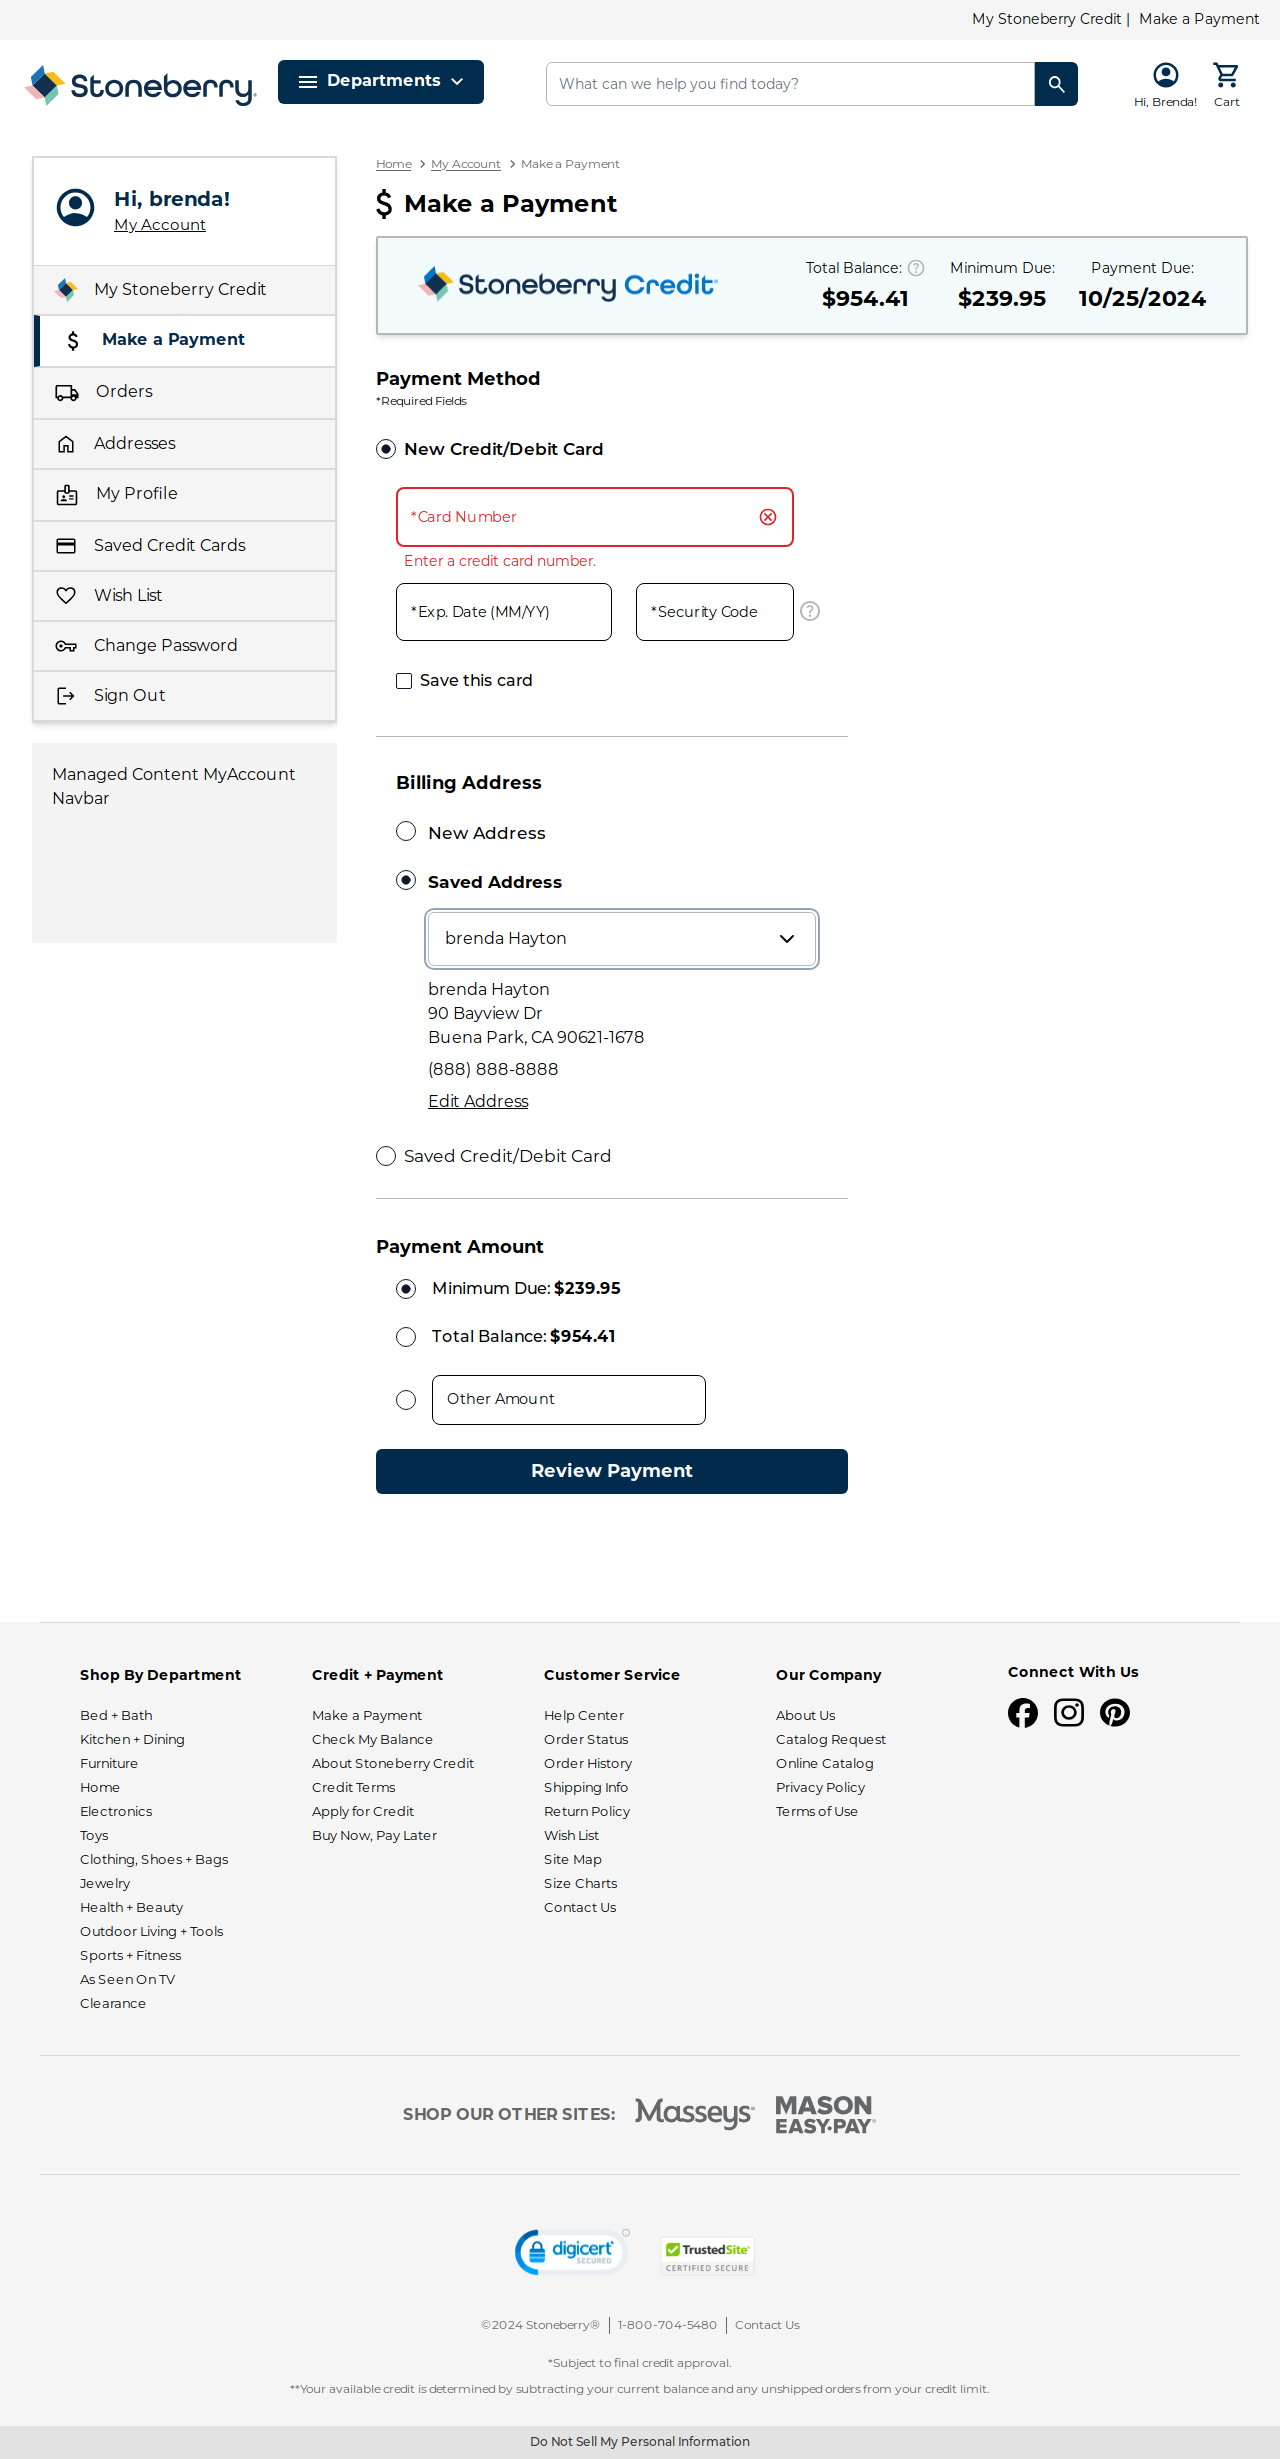 My Stoneberry Credit | Make a Payment
Stoneberry.
Departments
What can we help you find today?
Hi, Brenda!
Cart
Hi, brenda!
My Account
My Stoneberry Credit
Make a Payment
Orders
Addresses
My Profile
Saved Credit Cards
Wish List
Change Password
Sign Out
Managed Content MyAccount
Navbar
Home > My Account > Make a Payment
$ Make a Payment
Stoneberry Credit
Total Balance: ?
$954.41
Minimum Due:
$239.95
Payment Due:
10/25/2024
Payment Method
*Required Fields
New Credit/Debit Card
*Card Number
Enter a credit card number.
*Exp. Date (MM/YY)
*Security Code
?
Save this card
Billing Address
New Address
Saved Address
brenda Hayton
brenda Hayton
90 Bayview Dr
Buena Park, CA 90621-1678
(888) 888-8888
Edit Address
Saved Credit/Debit Card
Payment Amount
Minimum Due: $239.95
Total Balance: $954.41
Other Amount
Review Payment
Shop By Department
Bed + Bath
Kitchen + Dining
Furniture
Home
Electronics
Toys
Clothing, Shoes + Bags
Jewelry
Health + Beauty
Outdoor Living + Tools
Sports + Fitness
As Seen On TV
Clearance
Credit + Payment
Make a Payment
Check My Balance
About Stoneberry Credit
Credit Terms
Apply for Credit
Buy Now, Pay Later
Customer Service
Help Center
Order Status
Order History
Shipping Info
Return Policy
Wish List
Site Map
Size Charts
Contact Us
Our Company
About Us
Catalog Request
Online Catalog
Privacy Policy
Terms of Use
Connect With Us
SHOP OUR OTHER SITES:
Masseys
MASON
EASY•PAY
digicert
SECURED
TrustedSite
CERTIFIED SECURE
©2024 Stoneberry® | 1-800-704-5480 | Contact Us
*Subject to final credit approval.
**Your available credit is determined by subtracting your current balance and any unshipped orders from your credit limit.
Do Not Sell My Personal Information